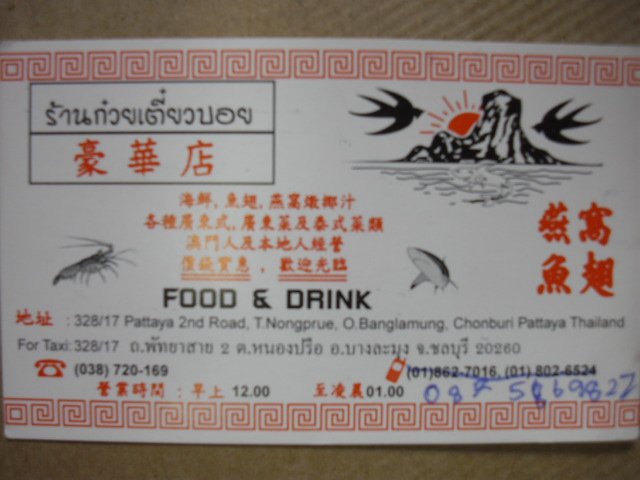 ร้านก๋วยเตี๋ยวบอย
豪華店
海鮮, 魚翅, 燕窩燉椰汁
各種廣東式, 廣東菜及泰式菜類
澳門人及本地人經營
價錢實惠 , 歡迎光臨
燕窩
魚翅
FOOD & DRINK
地址 : 328/17 Pattaya 2nd Road, T.Nongprue, O.Banglamung, Chonburi Pattaya Thailand
For Taxi: 328/17 ถ.พัทยาสาย 2 ต.หนองปรือ อ.บางละมุง จ.ชลบุรี 20260
(038) 720-169
(01)862-7016, (01) 802-6524
營業時間 : 早上 12.00 至凌晨01.00